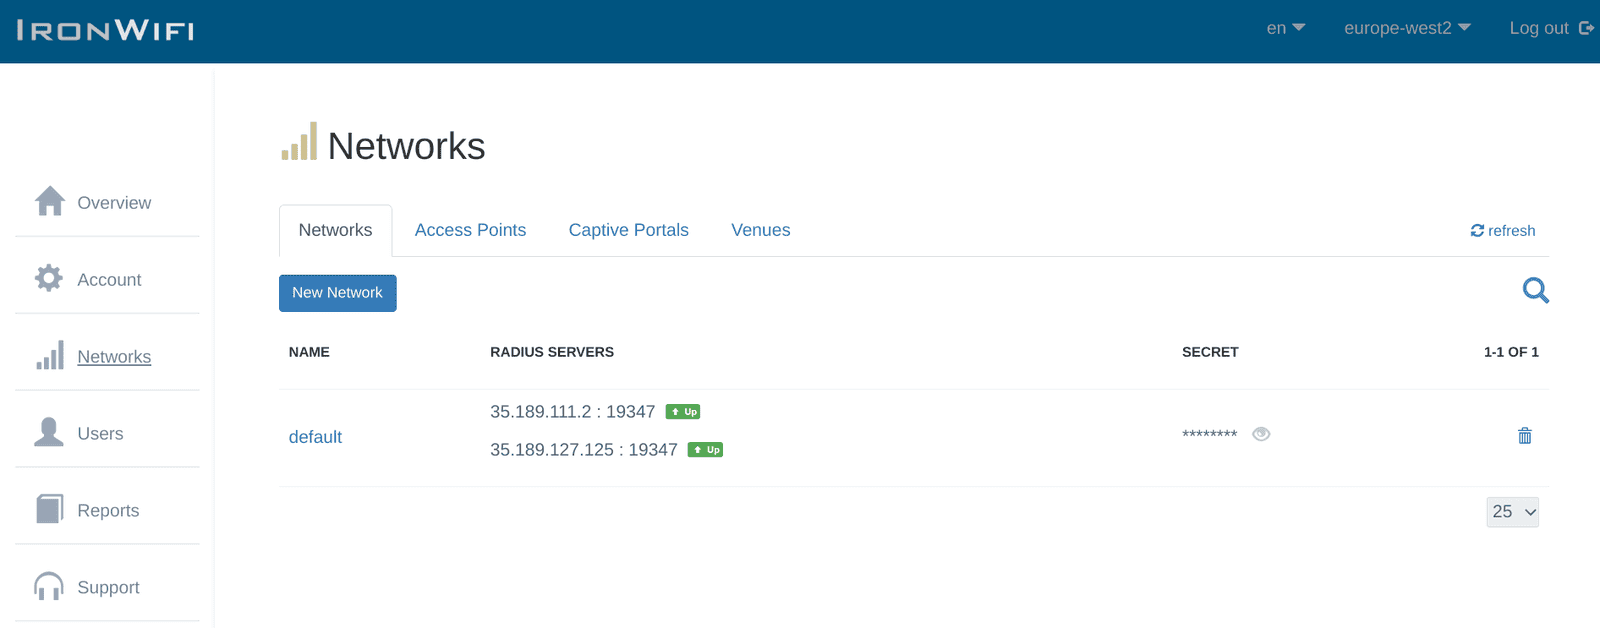 IRONWIFI
en europe-west2 Log out
Networks
Overview
Account
Networks
Users
Reports
Support
Networks Access Points Captive Portals Venues refresh
New Network
NAME RADIUS SERVERS SECRET 1-1 OF 1
default
35.189.111.2 : 19347 Up
35.189.127.125 : 19347 Up
********
25